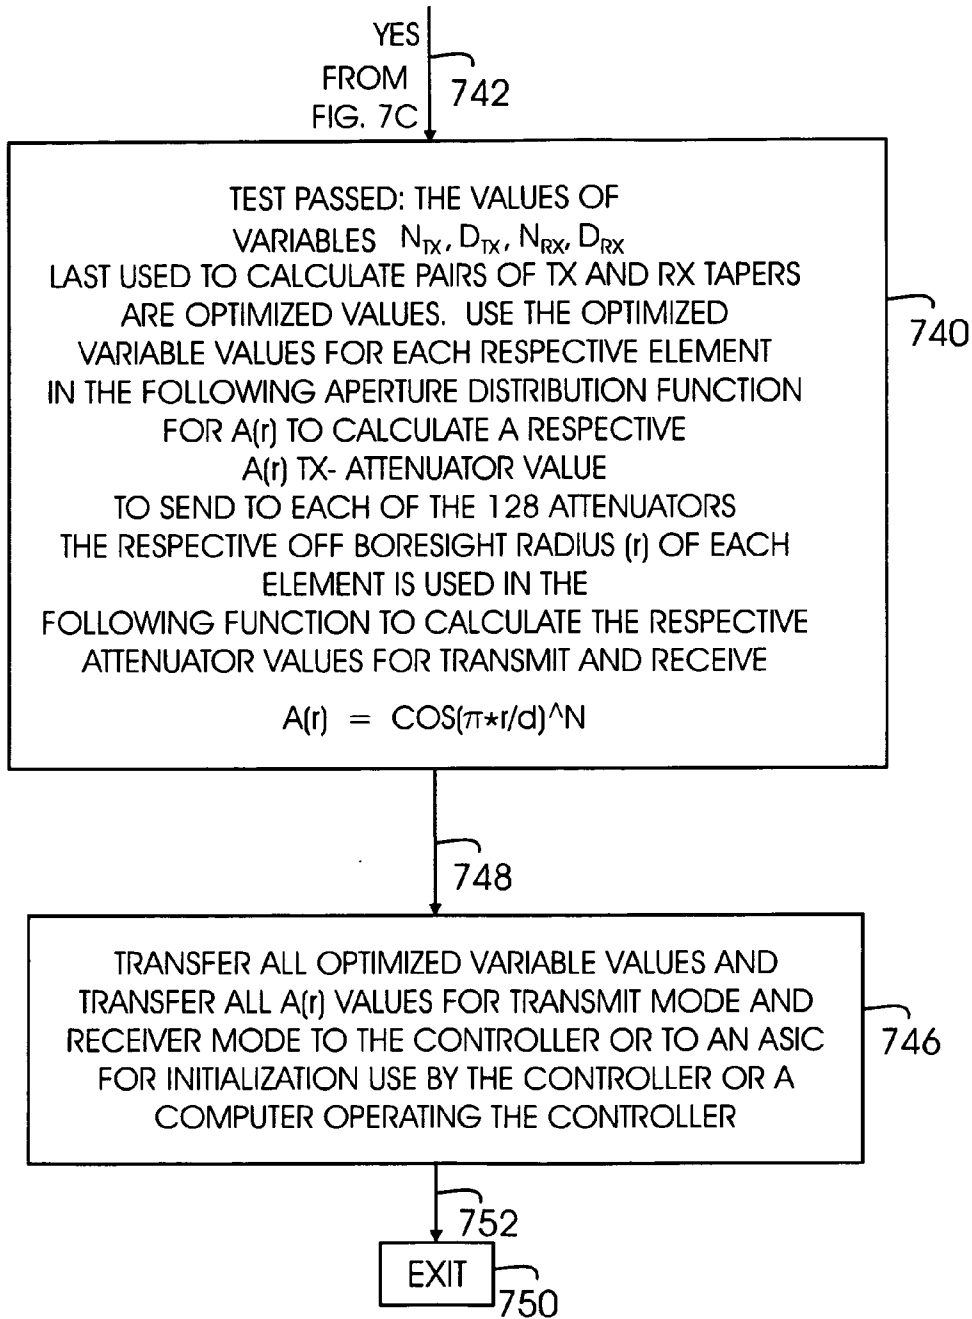 YES
FROM
FIG. 7C
742
TEST PASSED: THE VALUES OF
VARIABLES N_TX, D_TX, N_RX, D_RX
LAST USED TO CALCULATE PAIRS OF TX AND RX TAPERS
ARE OPTIMIZED VALUES. USE THE OPTIMIZED
VARIABLE VALUES FOR EACH RESPECTIVE ELEMENT
IN THE FOLLOWING APERTURE DISTRIBUTION FUNCTION
FOR A(r) TO CALCULATE A RESPECTIVE
A(r) TX- ATTENUATOR VALUE
TO SEND TO EACH OF THE 128 ATTENUATORS
THE RESPECTIVE OFF BORESIGHT RADIUS (r) OF EACH
ELEMENT IS USED IN THE
FOLLOWING FUNCTION TO CALCULATE THE RESPECTIVE
ATTENUATOR VALUES FOR TRANSMIT AND RECEIVE
A(r) = COS(π*r/d)^N
740
748
TRANSFER ALL OPTIMIZED VARIABLE VALUES AND
TRANSFER ALL A(r) VALUES FOR TRANSMIT MODE AND
RECEIVER MODE TO THE CONTROLLER OR TO AN ASIC
FOR INITIALIZATION USE BY THE CONTROLLER OR A
COMPUTER OPERATING THE CONTROLLER
746
752
EXIT
750